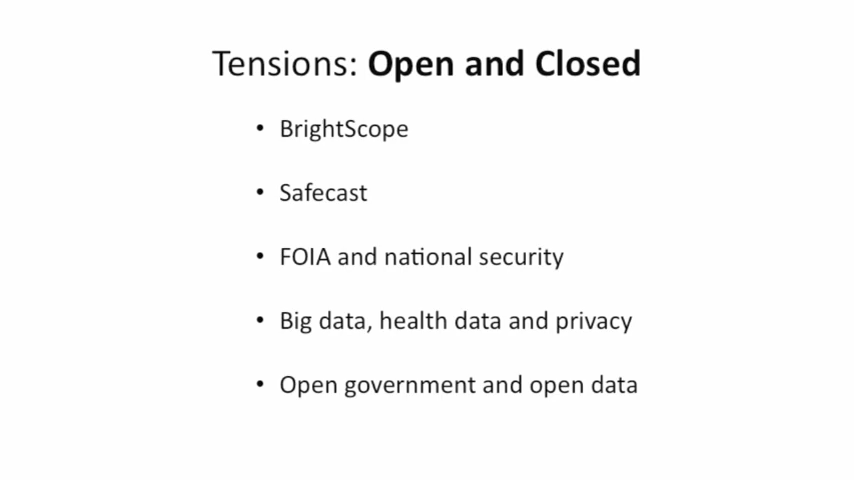 Tensions: Open and Closed
• BrightScope
• Safecast
• FOIA and national security
• Big data, health data and privacy
• Open government and open data